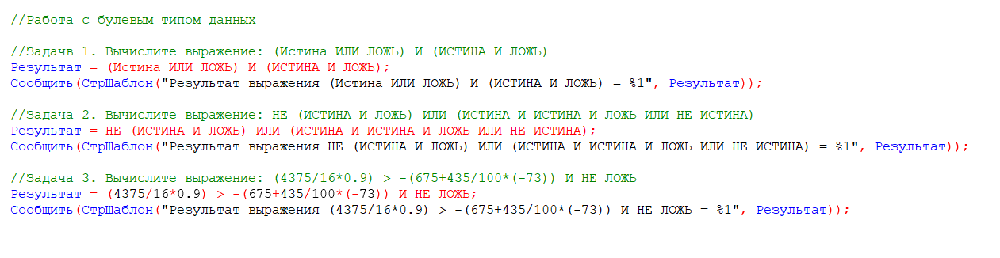 //Работа с булевым типом данных
//Задачв 1. Вычислите выражение: (Истина ИЛИ ЛОЖЬ) И (ИСТИНА И ЛОЖЬ)
Результат = (Истина ИЛИ ЛОЖЬ) И (ИСТИНА И ЛОЖЬ);
Сообщить(СтрШаблон("Результат выражения (Истина ИЛИ ЛОЖЬ) И (ИСТИНА И ЛОЖЬ) = %1", Результат));
//Задача 2. Вычислите выражение: НЕ (ИСТИНА И ЛОЖЬ) ИЛИ (ИСТИНА И ИСТИНА И ЛОЖЬ ИЛИ НЕ ИСТИНА)
Результат = НЕ (ИСТИНА И ЛОЖЬ) ИЛИ (ИСТИНА И ИСТИНА И ЛОЖЬ ИЛИ НЕ ИСТИНА);
Сообщить(СтрШаблон("Результат выражения НЕ (ИСТИНА И ЛОЖЬ) ИЛИ (ИСТИНА И ИСТИНА И ЛОЖЬ ИЛИ НЕ ИСТИНА) = %1", Результат));
//Задача 3. Вычислите выражение: (4375/16*0.9) > -(675+435/100*(-73)) И НЕ ЛОЖЬ
Результат = (4375/16*0.9) > -(675+435/100*(-73)) И НЕ ЛОЖЬ;
Сообщить(СтрШаблон("Результат выражения (4375/16*0.9) > -(675+435/100*(-73)) И НЕ ЛОЖЬ = %1", Результат));